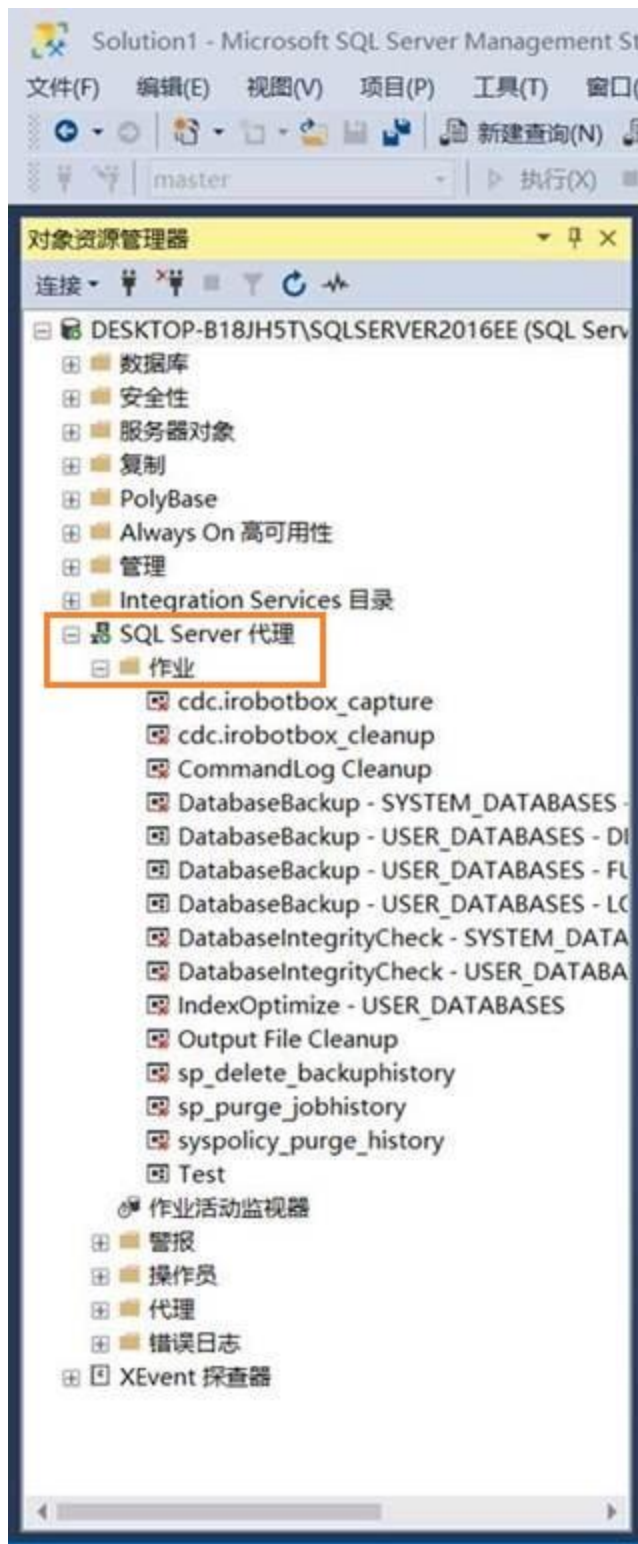 Solution1 - Microsoft SQL Server Management St
文件(F) 编辑(E) 视图(V) 项目(P) 工具(T) 窗口(
新建查询(N)
master 执行(X)
对象资源管理器
连接
DESKTOP-B18JH5T\SQLSERVER2016EE (SQL Serv
数据库
安全性
服务器对象
复制
PolyBase
Always On 高可用性
管理
Integration Services 目录
SQL Server 代理
作业
cdc.irobotbox_capture
cdc.irobotbox_cleanup
CommandLog Cleanup
DatabaseBackup - SYSTEM_DATABASES -
DatabaseBackup - USER_DATABASES - DI
DatabaseBackup - USER_DATABASES - FU
DatabaseBackup - USER_DATABASES - LO
DatabaseIntegrityCheck - SYSTEM_DATA
DatabaseIntegrityCheck - USER_DATABA
IndexOptimize - USER_DATABASES
Output File Cleanup
sp_delete_backuphistory
sp_purge_jobhistory
syspolicy_purge_history
Test
作业活动监视器
警报
操作员
代理
错误日志
XEvent 探查器